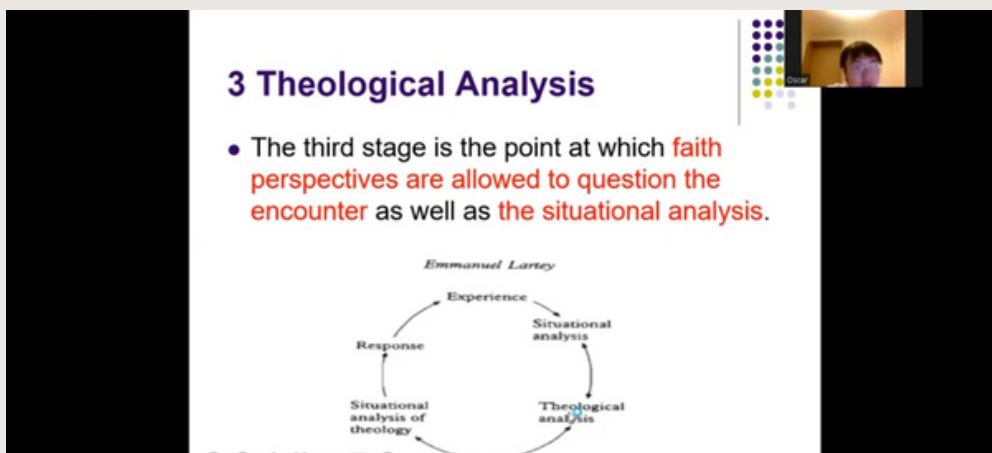 Oscar
3 Theological Analysis
• The third stage is the point at which faith
perspectives are allowed to question the
encounter as well as the situational analysis.
Emmanuel Lartey
Experience
Situational
analysis
Theological
analysis
Situational
analysis of
theology
Response